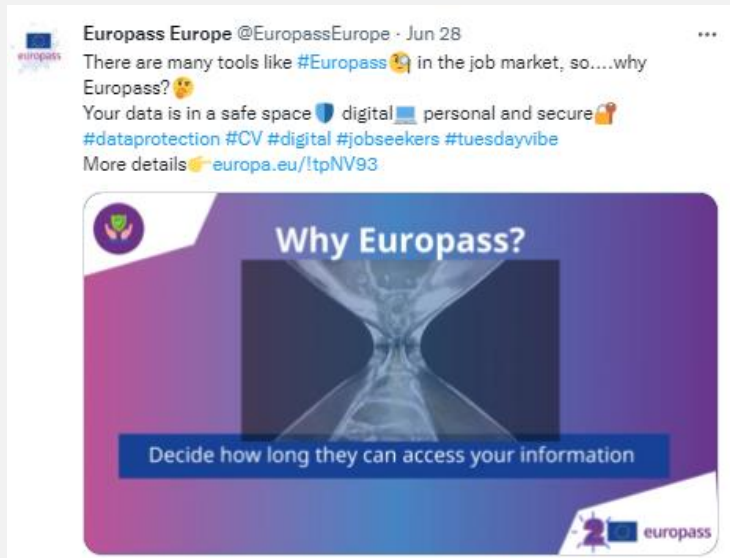 Europass Europe @EuropassEurope · Jun 28
There are many tools like #Europass🧐 in the job market, so....why
Europass?🤔
Your data is in a safe space🛡️ digital💻 personal and secure🔐
#dataprotection #CV #digital #jobseekers #tuesdayvibe
More details👉europa.eu/!tpNV93
europass
Why Europass?
Decide how long they can access your information
2 europass